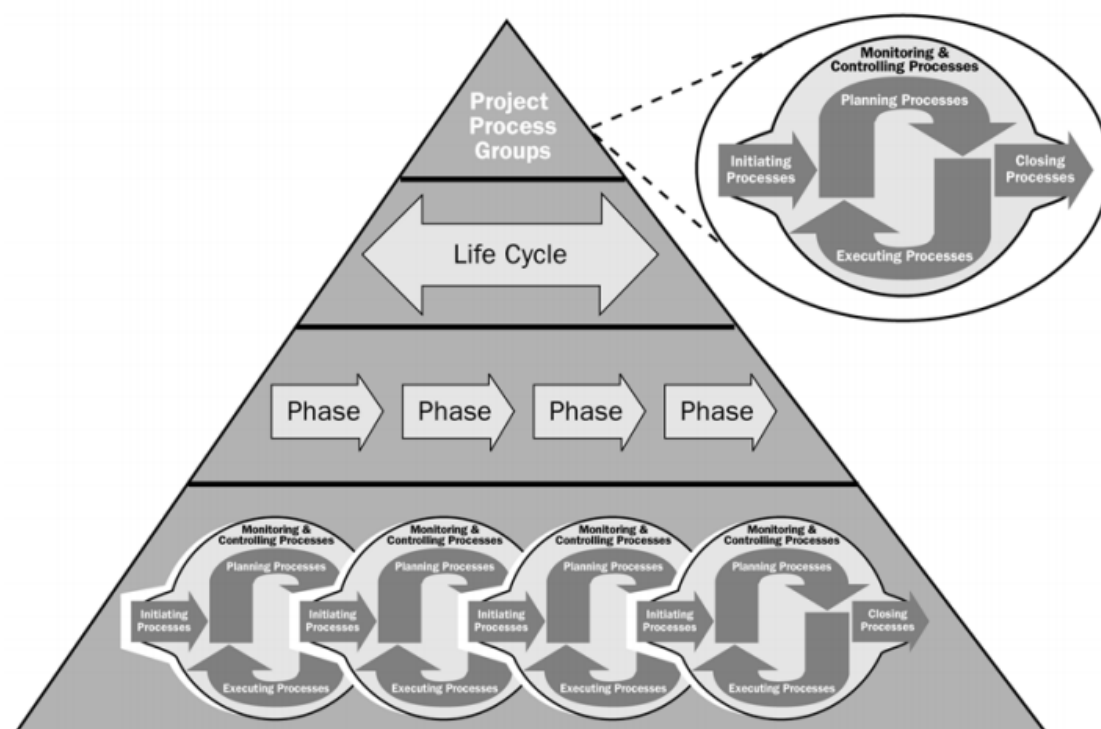 Project
Process
Groups
Monitoring &
Controlling Processes
Planning Processes
Initiating
Processes
Closing
Processes
Executing Processes
Life Cycle
Phase
Phase
Phase
Phase
Monitoring &
Controlling Processes
Planning Processes
Initiating
Processes
Executing Processes
Monitoring &
Controlling Processes
Planning Processes
Initiating
Processes
Executing Processes
Monitoring &
Controlling Processes
Planning Processes
Initiating
Processes
Executing Processes
Monitoring &
Controlling Processes
Planning Processes
Initiating
Processes
Closing
Processes
Executing Processes